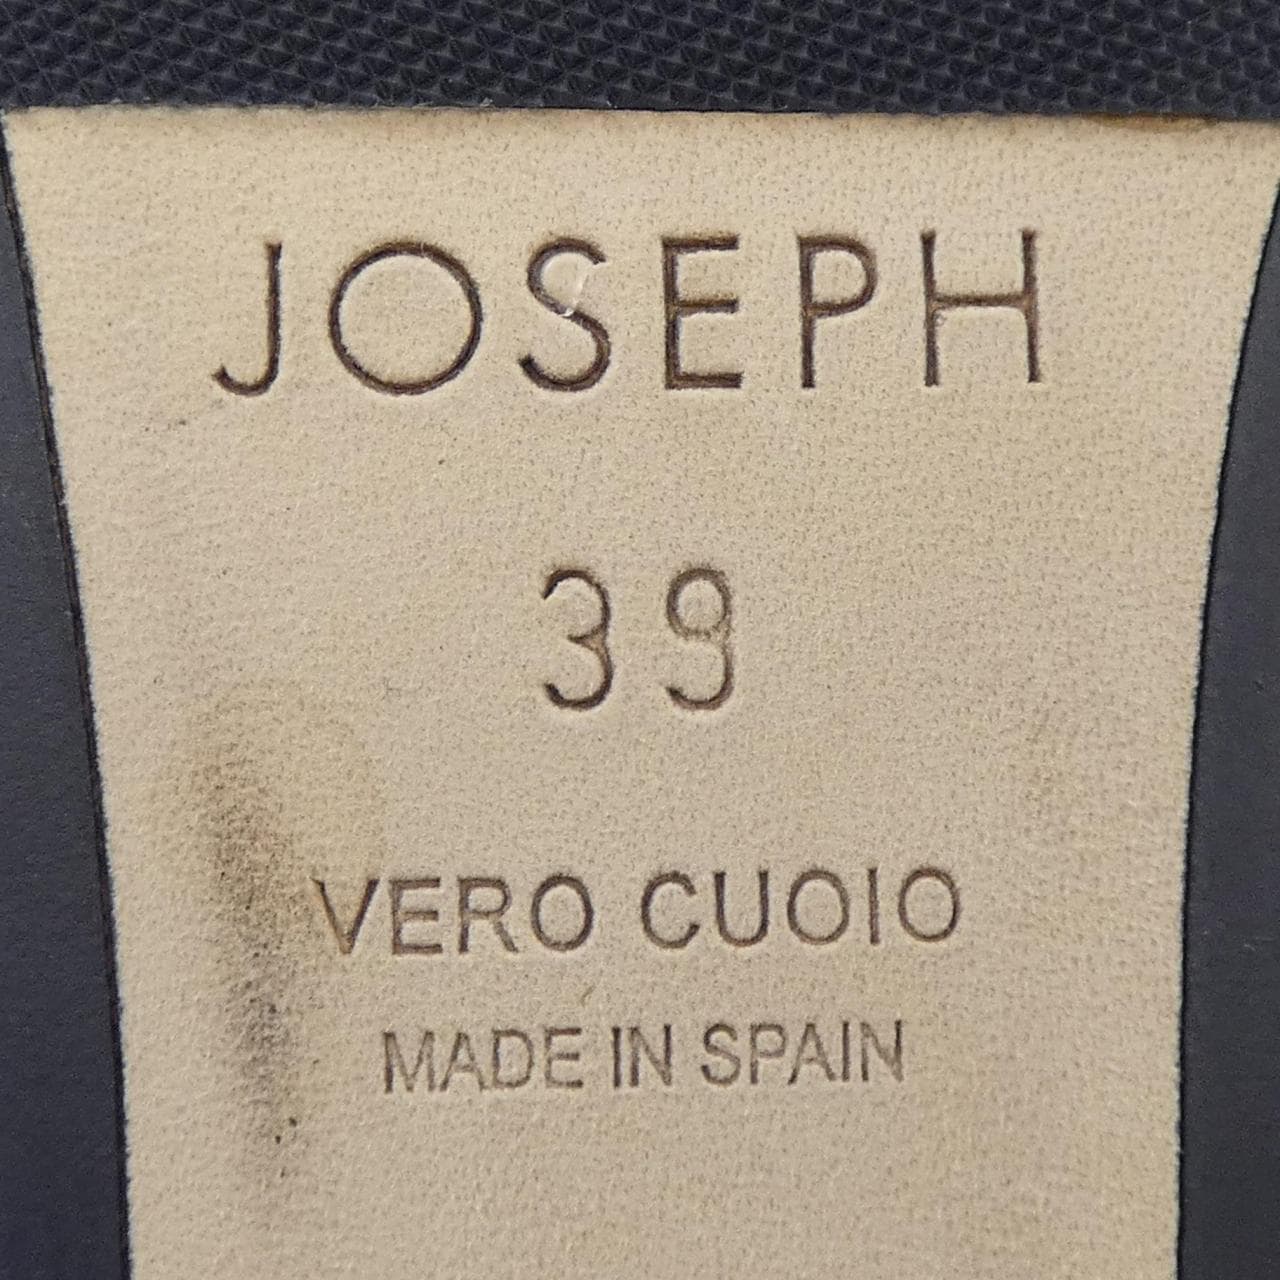 JOSEPH
39
VERO CUOIO
MADE IN SPAIN